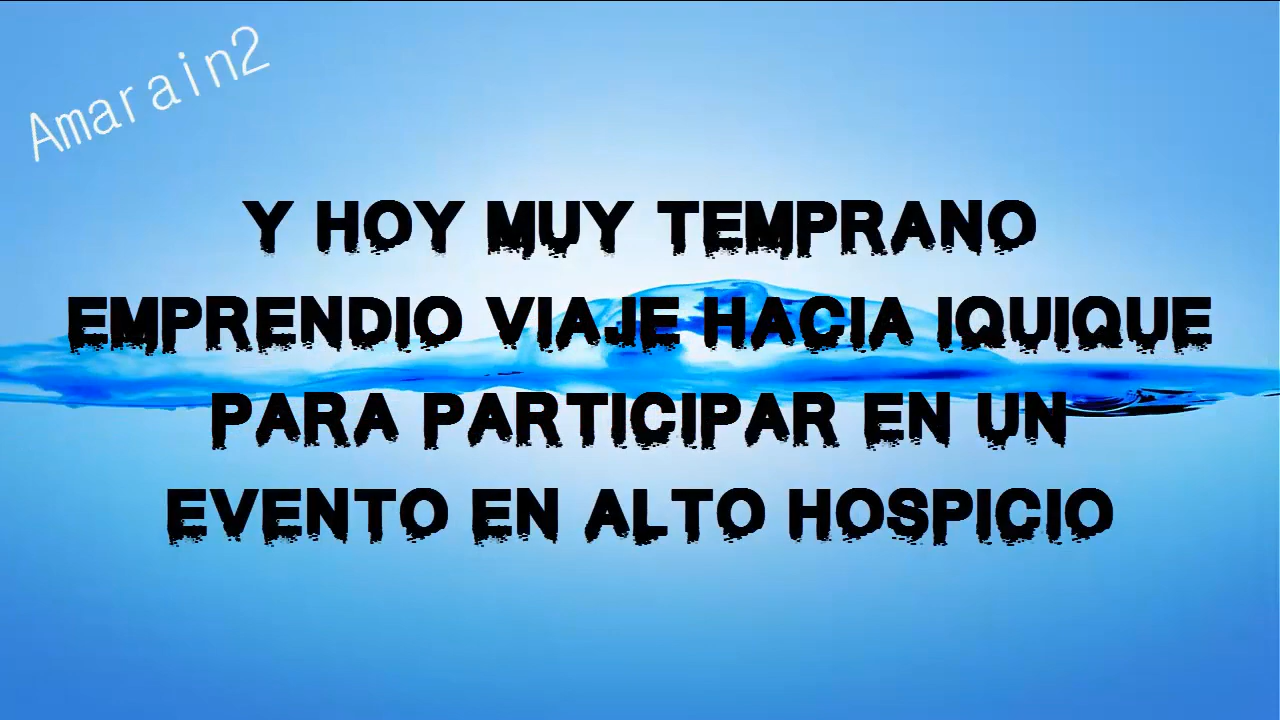 Amarain2
Y HOY MUY TEMPRANO
EMPRENDIO VIAJE HACIA IQUIQUE
PARA PARTICIPAR EN UN
EVENTO EN ALTO HOSPICIO